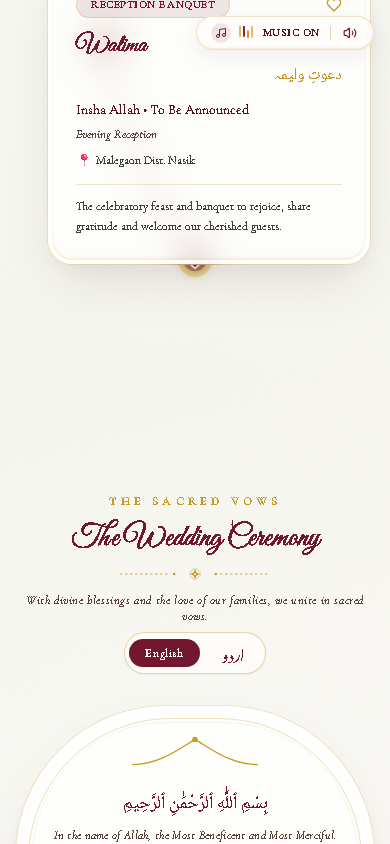 RECEPTION BANQUET
MUSIC ON
Walima
دعوتِ ولیمہ
Insha Allah • To Be Announced
Evening Reception
📍 Malegaon Dist. Nasik
The celebratory feast and banquet to rejoice, share
gratitude and welcome our cherished guests.
THE SACRED VOWS
The Wedding Ceremony
With divine blessings and the love of our families, we unite in sacred
vows.
English
اردو
بِسْمِ ٱللَّٰهِ ٱلرَّحْمَٰنِ ٱلرَّحِيمِ
In the name of Allah, the Most Beneficent and Most Merciful.